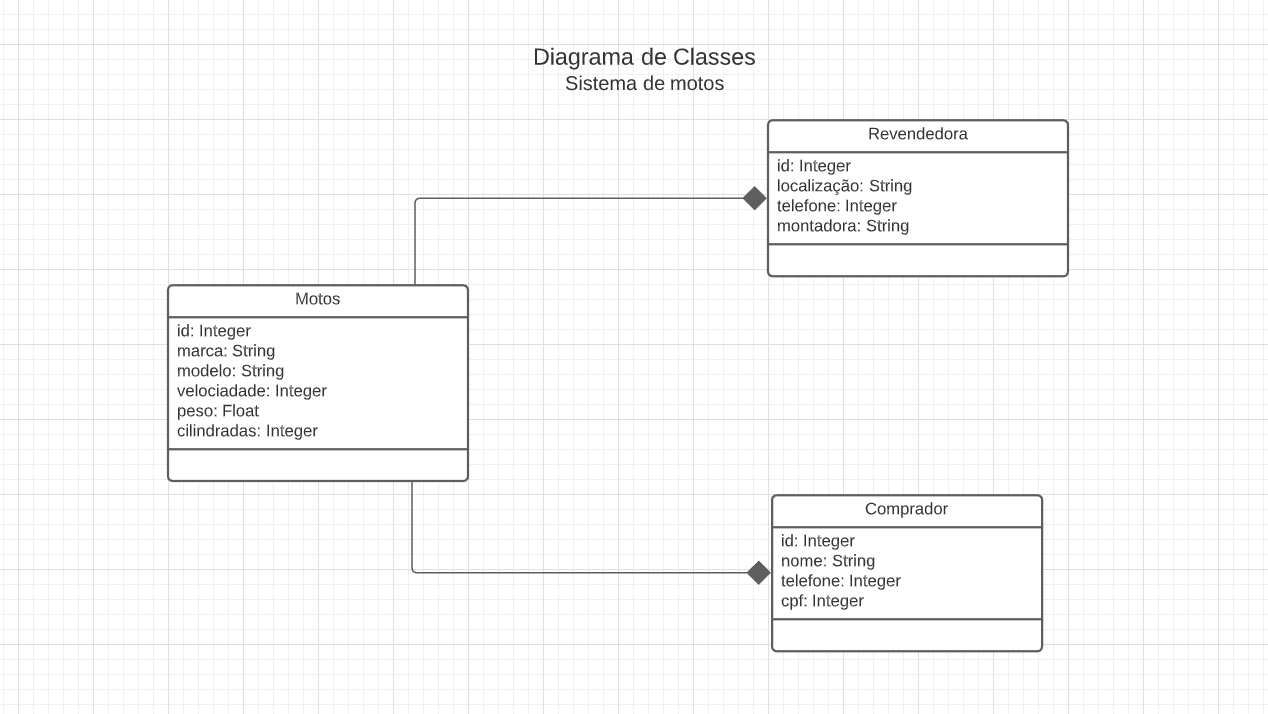 Diagrama de Classes
Sistema de motos
Revendedora
id: Integer
localização: String
telefone: Integer
montadora: String
Motos
id: Integer
marca: String
modelo: String
velociadade: Integer
peso: Float
cilindradas: Integer
Comprador
id: Integer
nome: String
telefone: Integer
cpf: Integer